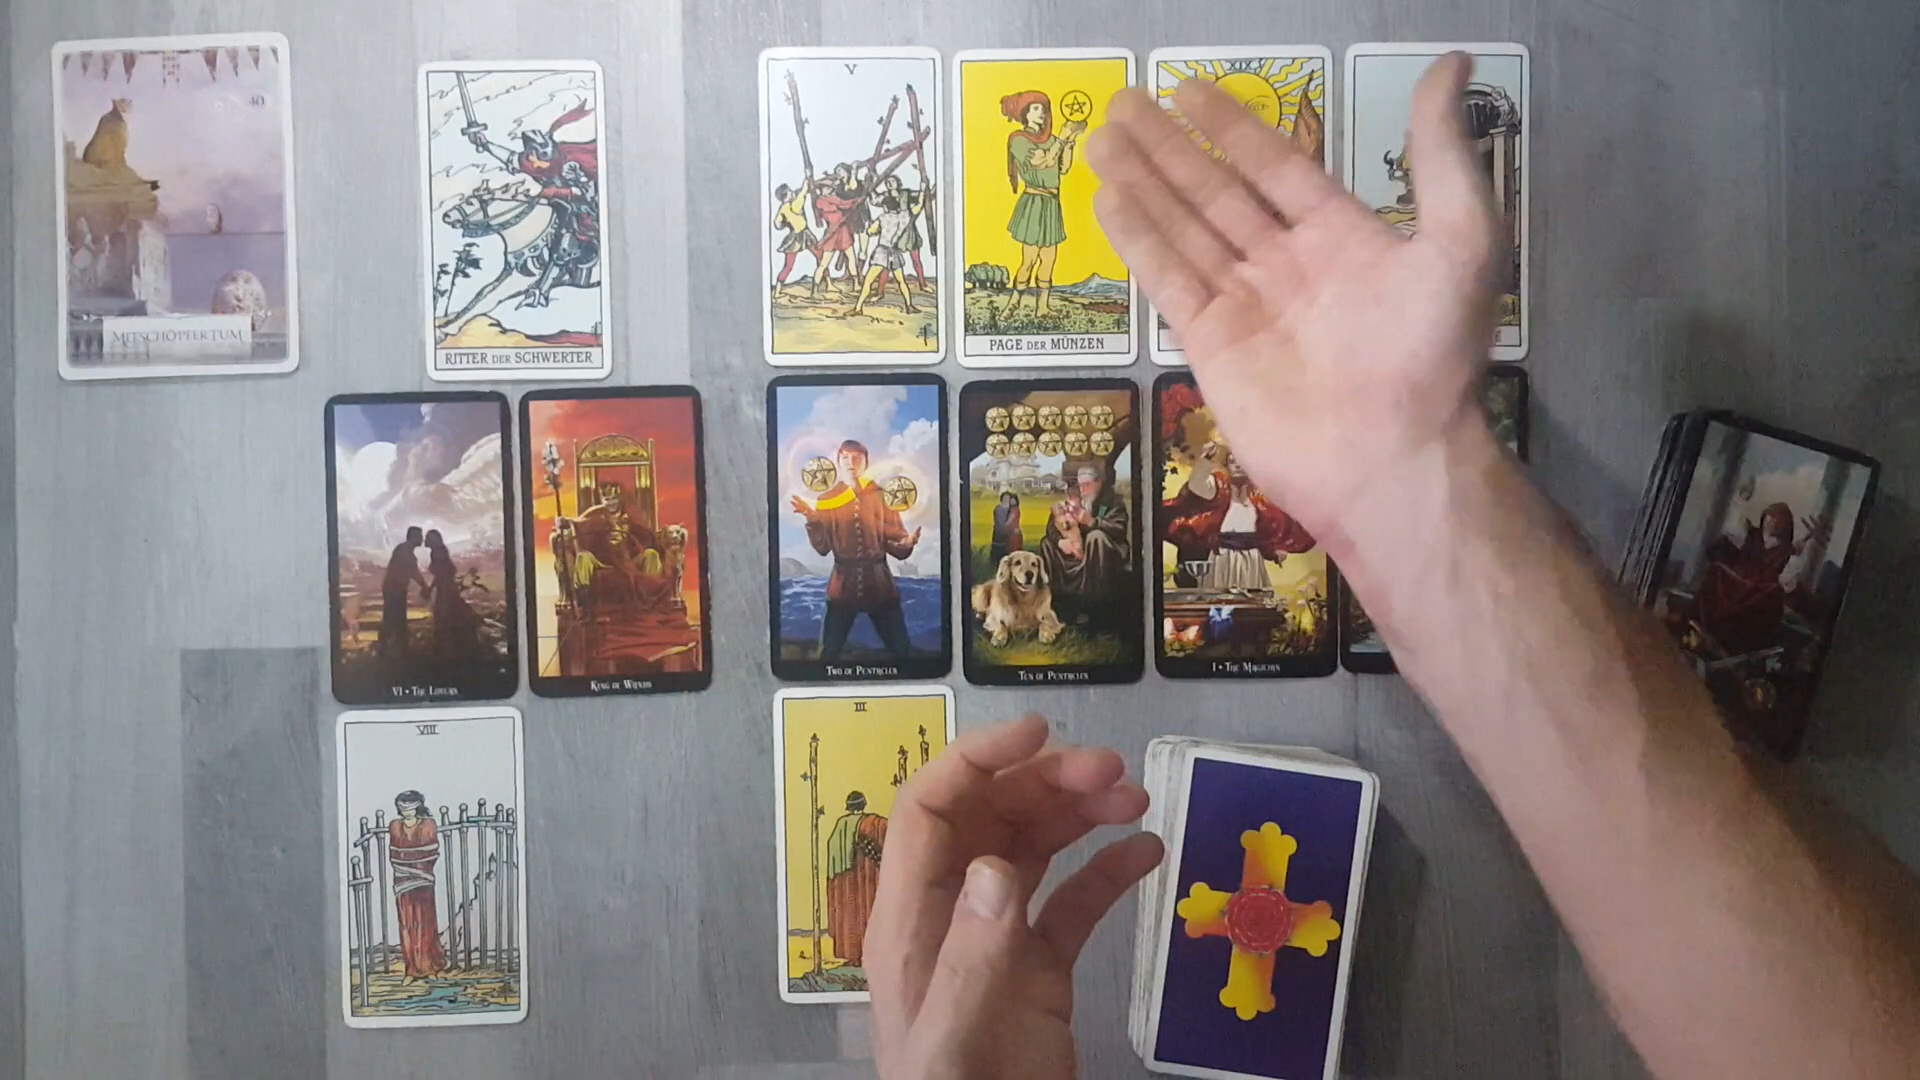 40
MITSCHÖPFERTUM
RITTER DER SCHWERTER
V
PAGE DER MÜNZEN
XIX
VI • THE LOVERS
KING OF WANDS
TWO OF PENTACLES
TEN OF PENTACLES
I • THE MAGICIAN
VIII
III